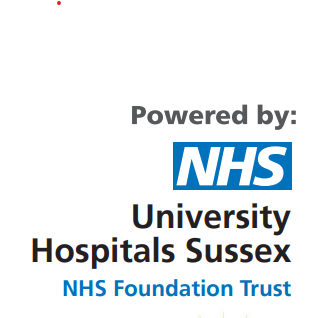 Powered by:
NHS
University
Hospitals Sussex
NHS Foundation Trust